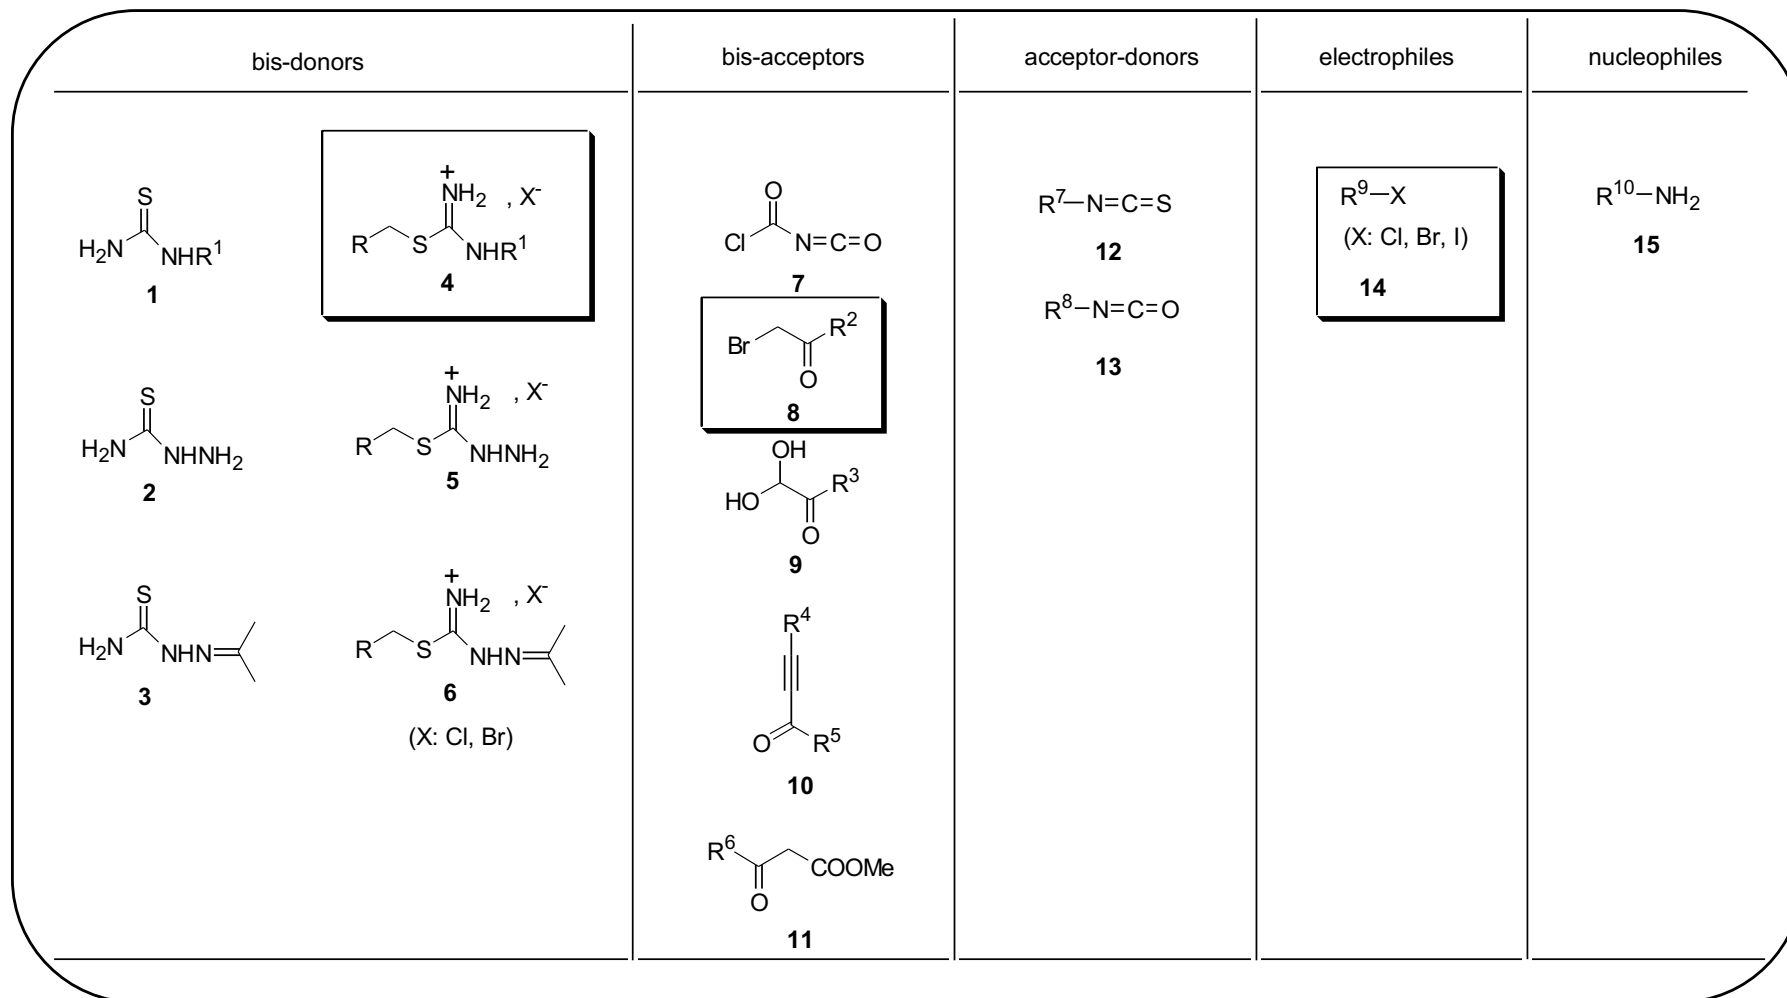 bis-donors
bis-acceptors
acceptor-donors
electrophiles
nucleophiles
S
H₂N
NHR¹
1
+
NH₂ , X⁻
R
S
NHR¹
4
O
Cl
N=C=O
7
R⁷–N=C=S
12
R⁹–X
(X: Cl, Br, I)
14
R¹⁰–NH₂
15
R⁸–N=C=O
13
Br
R²
O
8
S
H₂N
NHNH₂
2
+
NH₂ , X⁻
R
S
NHNH₂
5
OH
HO
R³
O
9
S
H₂N
NHN
3
+
NH₂ , X⁻
R
S
NHN
6
(X: Cl, Br)
R⁴
O
R⁵
10
R⁶
COOMe
O
11